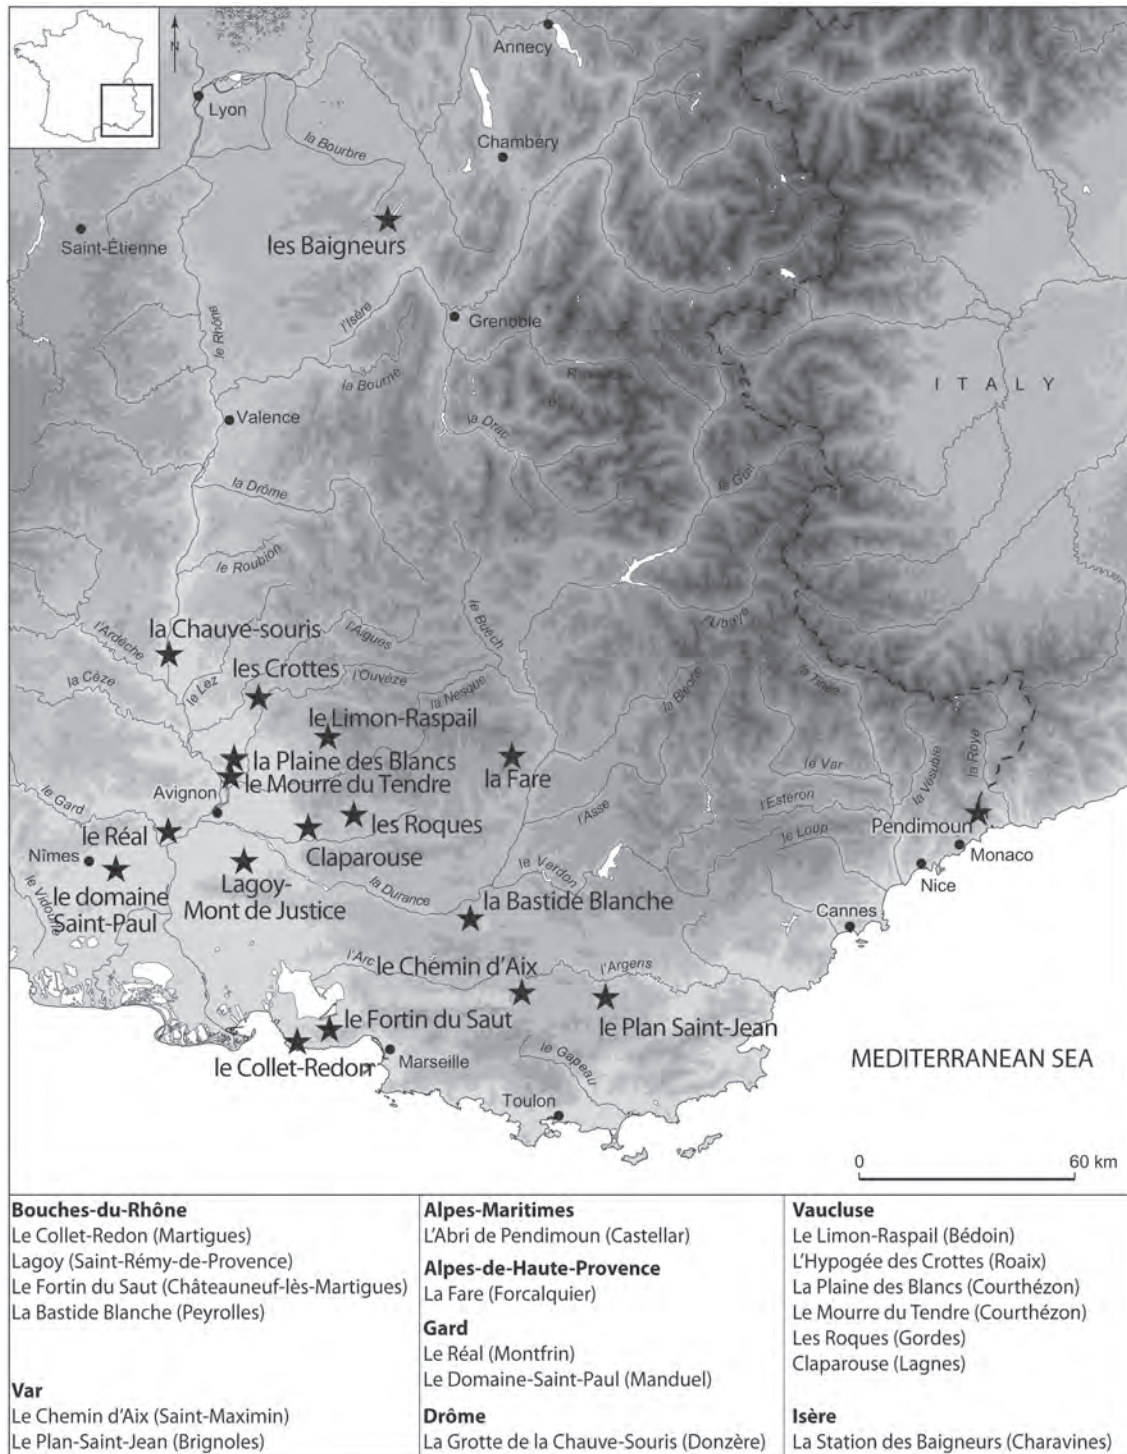 Annecy
N
Lyon
la Bourbre
Chambéry
les Baigneurs
Saint-Étienne
le Rhône
l'Isère
Grenoble
la Bourne
ITALY
Valence
la Drac
le Guil
la Drôme
le Roubion
l'Ubaye
le Buëch
l'Ardèche
la Chauve-souris
l'Aigues
la Cèze
le Lez
les Crottes
l'Ouvèze
la Nesque
la Bléone
la Tinée
le Limon-Raspail
la Plaine des Blancs
la Fare
le Var
la Vésubie
la Roya
le Mourre du Tendre
le Gard
Avignon
l'Asse
l'Esteron
le Réal
les Roques
le Loup
Pendimoun
Claparouse
Monaco
Nîmes
le Verdon
Nice
le Vidourle
le domaine
Saint-Paul
Lagoy-
Mont de Justice
la Durance
la Bastide Blanche
Cannes
l'Arc
le Chemin d'Aix
l'Argens
le Fortin du Saut
le Plan Saint-Jean
le Collet-Redon
Marseille
le Gapeau
MEDITERRANEAN SEA
Toulon
0 60 km
Bouches-du-Rhône
Le Collet-Redon (Martigues)
Lagoy (Saint-Rémy-de-Provence)
Le Fortin du Saut (Châteauneuf-lès-Martigues)
La Bastide Blanche (Peyrolles)
Var
Le Chemin d'Aix (Saint-Maximin)
Le Plan-Saint-Jean (Brignoles)
Alpes-Maritimes
L'Abri de Pendimoun (Castellar)
Alpes-de-Haute-Provence
La Fare (Forcalquier)
Gard
Le Réal (Montfrin)
Le Domaine-Saint-Paul (Manduel)
Drôme
La Grotte de la Chauve-Souris (Donzère)
Vaucluse
Le Limon-Raspail (Bédoin)
L'Hypogée des Crottes (Roaix)
La Plaine des Blancs (Courthézon)
Le Mourre du Tendre (Courthézon)
Les Roques (Gordes)
Claparouse (Lagnes)
Isère
La Station des Baigneurs (Charavines)